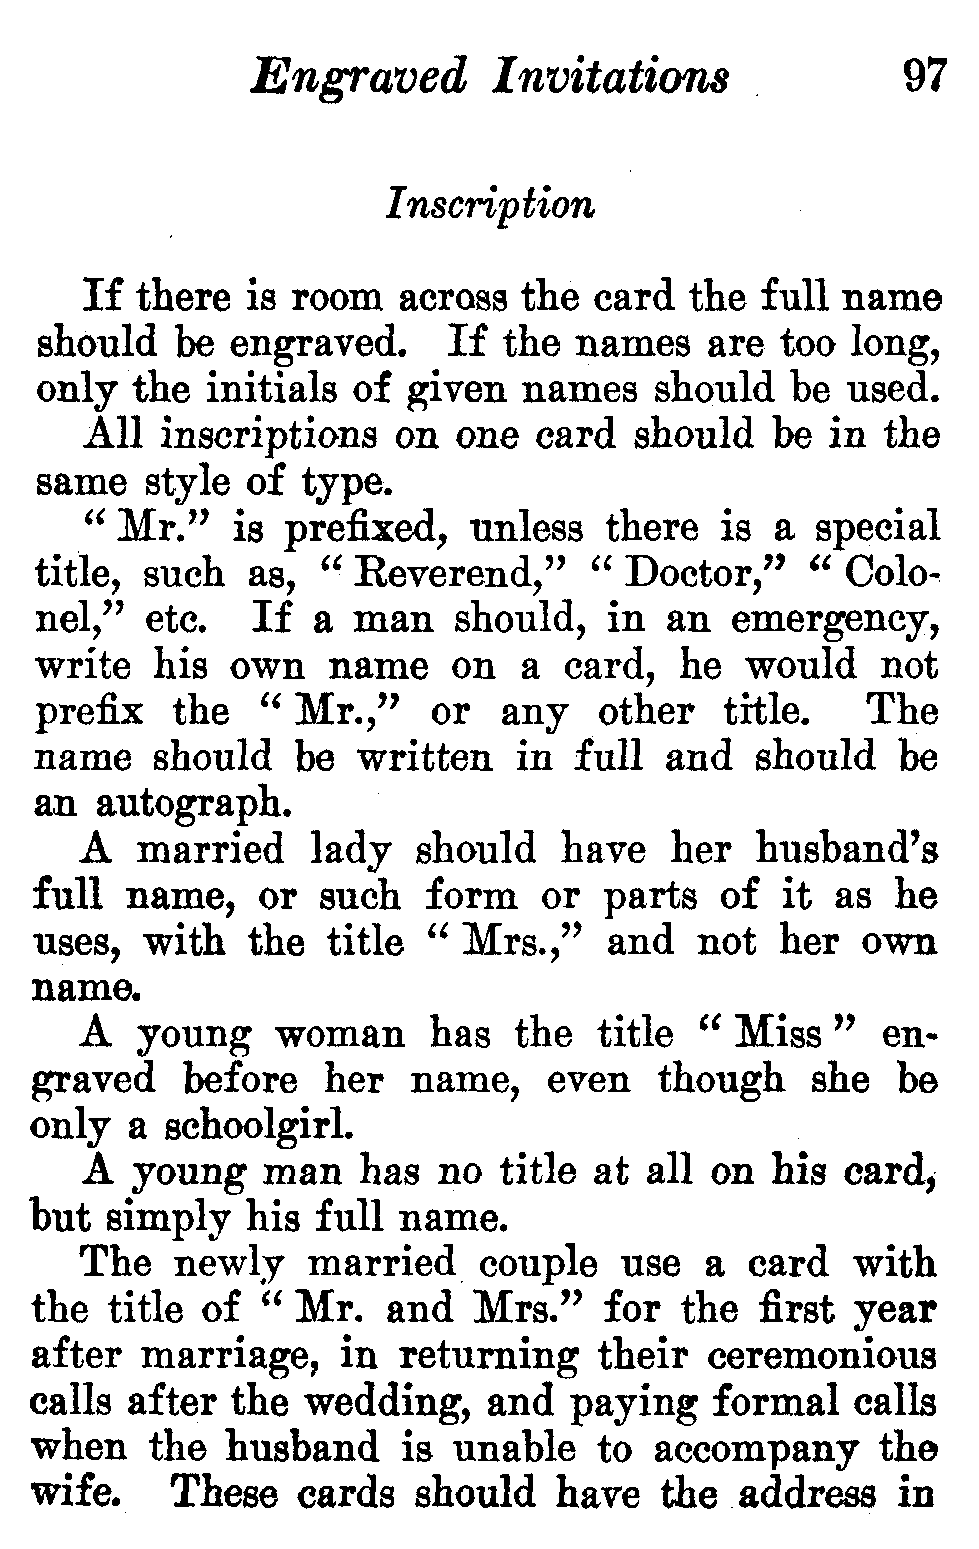 Engraved Invitations 97
Inscription
If there is room across the card the full name
should be engraved. If the names are too long,
only the initials of given names should be used.
All inscriptions on one card should be in the
same style of type.
“ Mr.” is prefixed, unless there is a special
title, such as, “ Reverend,” “ Doctor,” “ Colo-
nel,” etc. If a man should, in an emergency,
write his own name on a card, he would not
prefix the “ Mr.,” or any other title. The
name should be written in full and should be
an autograph.
A married lady should have her husband’s
full name, or such form or parts of it as he
uses, with the title “ Mrs.,” and not her own
name.
A young woman has the title “ Miss ” en-
graved before her name, even though she be
only a schoolgirl.
A young man has no title at all on his card,
but simply his full name.
The newly married couple use a card with
the title of “ Mr. and Mrs.” for the first year
after marriage, in returning their ceremonious
calls after the wedding, and paying formal calls
when the husband is unable to accompany the
wife. These cards should have the address in